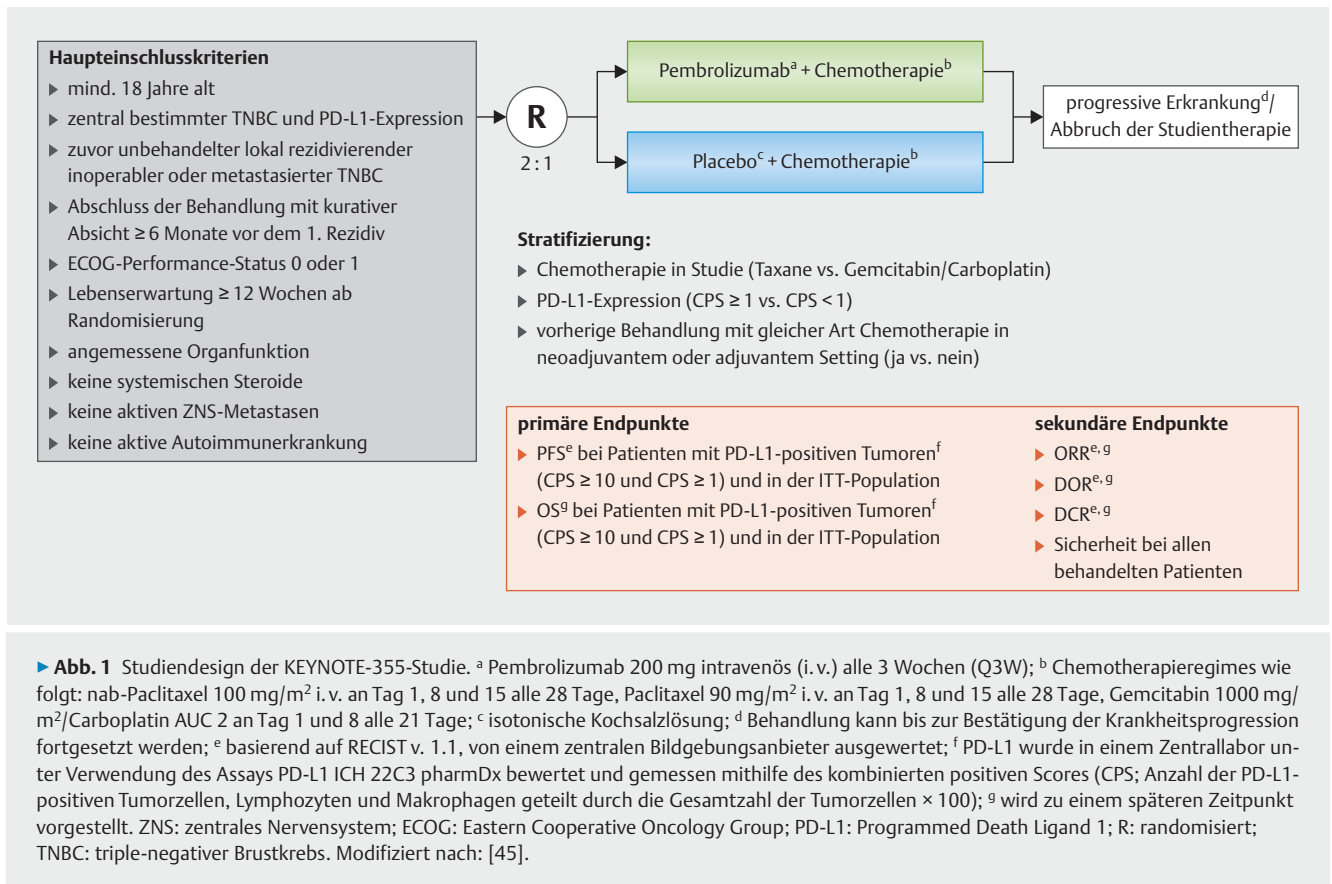 Haupteinschlusskriterien
▶ mind. 18 Jahre alt
▶ zentral bestimmter TNBC und PD-L1-Expression
▶ zuvor unbehandelter lokal rezidivierender
inoperabler oder metastasierter TNBC
▶ Abschluss der Behandlung mit kurativer
Absicht ≥ 6 Monate vor dem 1. Rezidiv
▶ ECOG-Performance-Status 0 oder 1
▶ Lebenserwartung ≥ 12 Wochen ab
Randomisierung
▶ angemessene Organfunktion
▶ keine systemischen Steroide
▶ keine aktiven ZNS-Metastasen
▶ keine aktive Autoimmunerkrankung
R
2 : 1
Pembrolizumabᵃ + Chemotherapieᵇ
Placeboᶜ + Chemotherapieᵇ
progressive Erkrankungᵈ/
Abbruch der Studientherapie
Stratifizierung:
▶ Chemotherapie in Studie (Taxane vs. Gemcitabin/Carboplatin)
▶ PD-L1-Expression (CPS ≥ 1 vs. CPS < 1)
▶ vorherige Behandlung mit gleicher Art Chemotherapie in
neoadjuvantem oder adjuvantem Setting (ja vs. nein)
primäre Endpunkte
▶ PFSᵉ bei Patienten mit PD-L1-positiven Tumorenᶠ
(CPS ≥ 10 und CPS ≥ 1) und in der ITT-Population
▶ OSᵍ bei Patienten mit PD-L1-positiven Tumorenᶠ
(CPS ≥ 10 und CPS ≥ 1) und in der ITT-Population
sekundäre Endpunkte
▶ ORRᵉ, ᵍ
▶ DORᵉ, ᵍ
▶ DCRᵉ, ᵍ
▶ Sicherheit bei allen
behandelten Patienten
▶ Abb. 1 Studiendesign der KEYNOTE-355-Studie. ᵃ Pembrolizumab 200 mg intravenös (i. v.) alle 3 Wochen (Q3W); ᵇ Chemotherapieregimes wie
folgt: nab-Paclitaxel 100 mg/m² i. v. an Tag 1, 8 und 15 alle 28 Tage, Paclitaxel 90 mg/m² i. v. an Tag 1, 8 und 15 alle 28 Tage, Gemcitabin 1000 mg/
m²/Carboplatin AUC 2 an Tag 1 und 8 alle 21 Tage; ᶜ isotonische Kochsalzlösung; ᵈ Behandlung kann bis zur Bestätigung der Krankheitsprogression
fortgesetzt werden; ᵉ basierend auf RECIST v. 1.1, von einem zentralen Bildgebungsanbieter ausgewertet; ᶠ PD-L1 wurde in einem Zentrallabor un-
ter Verwendung des Assays PD-L1 ICH 22C3 pharmDx bewertet und gemessen mithilfe des kombinierten positiven Scores (CPS; Anzahl der PD-L1-
positiven Tumorzellen, Lymphozyten und Makrophagen geteilt durch die Gesamtzahl der Tumorzellen × 100); ᵍ wird zu einem späteren Zeitpunkt
vorgestellt. ZNS: zentrales Nervensystem; ECOG: Eastern Cooperative Oncology Group; PD-L1: Programmed Death Ligand 1; R: randomisiert;
TNBC: triple-negativer Brustkrebs. Modifiziert nach: [45].